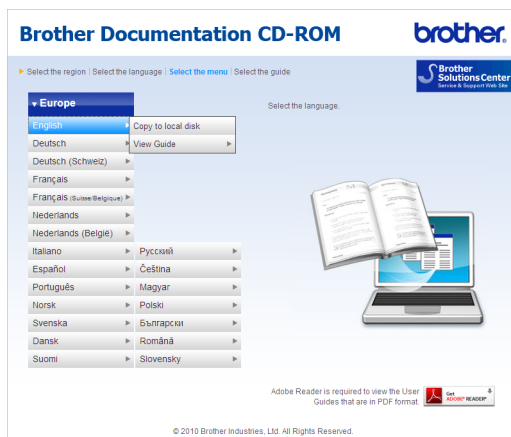 Brother Documentation CD-ROM
brother.
Select the region | Select the language | Select the menu | Select the guide
Brother
Solutions Center
Service & Support Web Site
Europe
Select the language.
English
Copy to local disk
Deutsch
View Guide
Deutsch (Schweiz)
Français
Français (Suisse/Belgique)
Nederlands
Nederlands (België)
Italiano
Русский
Español
Čeština
Português
Magyar
Norsk
Polski
Svenska
Български
Dansk
Română
Suomi
Slovensky
Adobe Reader is required to view the User
Guides that are in PDF format.
Get
ADOBE® READER®
© 2010 Brother Industries, Ltd. All Rights Reserved.